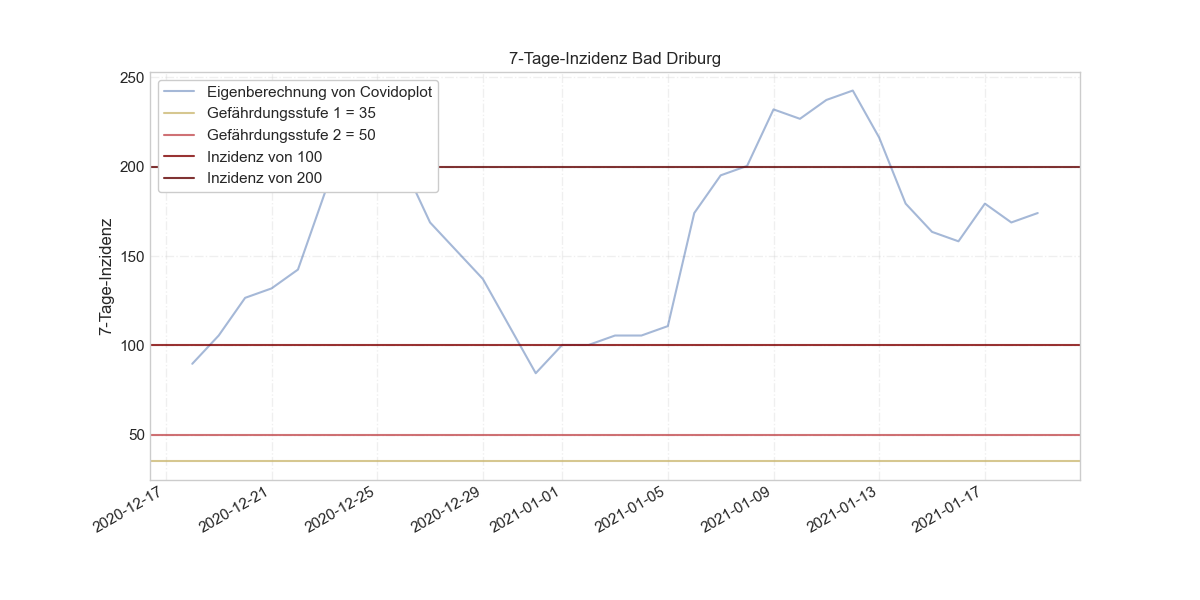 7-Tage-Inzidenz Bad Driburg
Eigenberechnung von Covidoplot
Gefährdungsstufe 1 = 35
Gefährdungsstufe 2 = 50
Inzidenz von 100
Inzidenz von 200
7-Tage-Inzidenz
250
200
150
100
50
2020-12-17
2020-12-21
2020-12-25
2020-12-29
2021-01-01
2021-01-05
2021-01-09
2021-01-13
2021-01-17